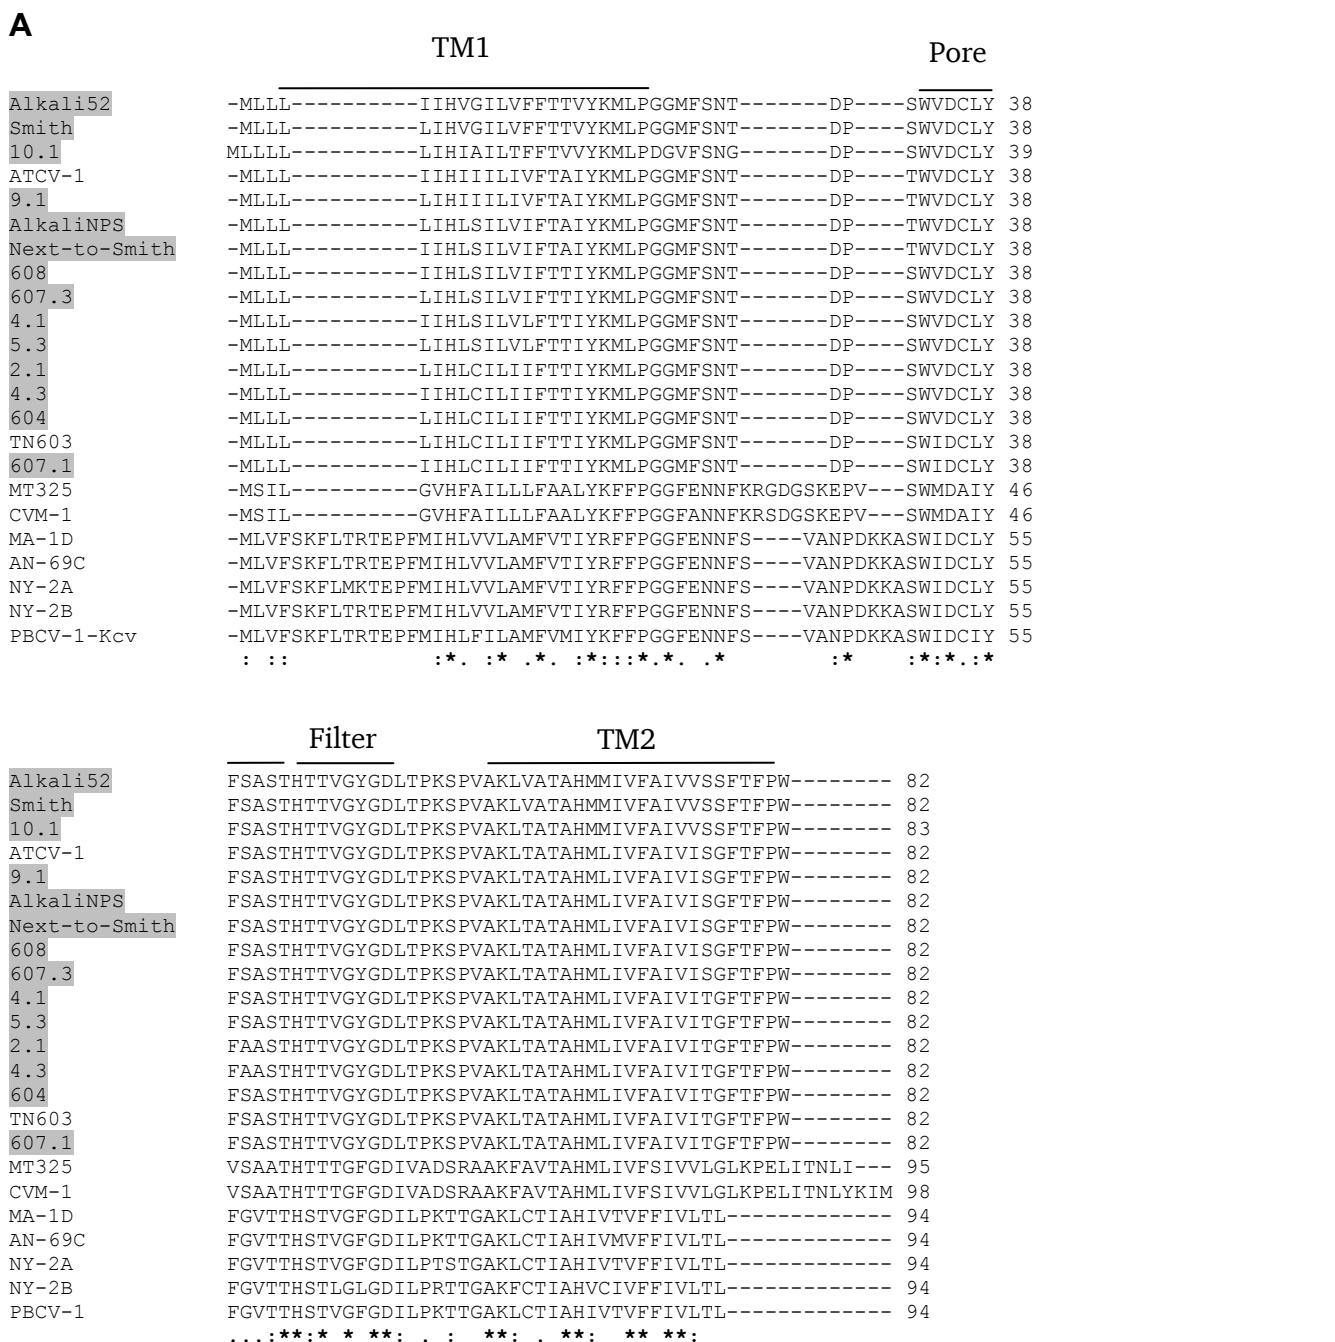 A
TM1 Pore
Alkali52 -MLLL----------IIHVGILVFFTTVYKMLPGGMFSNT-------DP----SWVDCLY 38
Smith -MLLL----------LIHVGILVFFTTVYKMLPGGMFSNT-------DP----SWVDCLY 38
10.1 MLLLL----------LIHIAILTFFTVVYKMLPDGVFSNG-------DP----SWVDCLY 39
ATCV-1 -MLLL----------LIHIIILIVFTAIYKMLPGGMFSNT-------DP----TWVDCLY 38
9.1 -MLLL----------LIHIIILIVFTAIYKMLPGGMFSNT-------DP----TWVDCLY 38
AlkaliNPS -MLLL----------LIHLSILVIFTAIYKMLPGGMFSNT-------DP----TWVDCLY 38
Next-to-Smith -MLLL----------IIHLSILVIFTAIYKMLPGGMFSNT-------DP----TWVDCLY 38
608 -MLLL----------IIHLSILVIFTTIYKMLPGGMFSNT-------DP----SWVDCLY 38
607.3 -MLLL----------LIHLSILVIFTTIYKMLPGGMFSNT-------DP----SWVDCLY 38
4.1 -MLLL----------IIHLSILVLFTTIYKMLPGGMFSNT-------DP----SWVDCLY 38
5.3 -MLLL----------LIHLSILVLFTTIYKMLPGGMFSNT-------DP----SWVDCLY 38
2.1 -MLLL----------LIHLCILIIFTTIYKMLPGGMFSNT-------DP----SWVDCLY 38
4.3 -MLLL----------IIHLCILIIFTTIYKMLPGGMFSNT-------DP----SWVDCLY 38
604 -MLLL----------LIHLCILIIFTTIYKMLPGGMFSNT-------DP----SWVDCLY 38
TN603 -MLLL----------LIHLCILIIFTTIYKMLPGGMFSNT-------DP----SWIDCLY 38
607.1 -MLLL----------IIHLCILIIFTTIYKMLPGGMFSNT-------DP----SWIDCLY 38
MT325 -MSIL----------GVHFAILLLFAALYKFFPGGFENNFKRGDGSKEPV---SWMDAIY 46
CVM-1 -MSIL----------GVHFAILLLFAALYKFFPGGFANNFKRSDGSKEPV---SWMDAIY 46
MA-1D -MLVFSKFLTRTEPFMIHLVVLAMFVTIYRFFPGGFENNFS----VANPDKKASWIDCLY 55
AN-69C -MLVFSKFLTRTEPFMIHLVVLAMFVTIYRFFPGGFENNFS----VANPDKKASWIDCLY 55
NY-2A -MLVFSKFLMKTEPFMIHLVVLAMFVTIYRFFPGGFENNFS----VANPDKKASWIDCLY 55
NY-2B -MLVFSKFLTRTEPFMIHLVVLAMFVTIYRFFPGGFENNFS----VANPDKKASWIDCLY 55
PBCV-1-Kcv -MLVFSKFLTRTEPFMIHLFILAMFVMIYKFFPGGFENNFS----VANPDKKASWIDCIY 55
: :: :*. :* .*. :*:::*.*. .* :* :*:*.:*
Filter TM2
Alkali52 FSASTHTTVGYGDLTPKSPVAKLVATAHMMIVFAIVVSSFTFPW-------- 82
Smith FSASTHTTVGYGDLTPKSPVAKLVATAHMMIVFAIVVSSFTFPW-------- 82
10.1 FSASTHTTVGYGDLTPKSPVAKLTATAHMMIVFAIVVSSFTFPW-------- 83
ATCV-1 FSASTHTTVGYGDLTPKSPVAKLTATAHMLIVFAIVISGFTFPW-------- 82
9.1 FSASTHTTVGYGDLTPKSPVAKLTATAHMLIVFAIVISGFTFPW-------- 82
AlkaliNPS FSASTHTTVGYGDLTPKSPVAKLTATAHMLIVFAIVISGFTFPW-------- 82
Next-to-Smith FSASTHTTVGYGDLTPKSPVAKLTATAHMLIVFAIVISGFTFPW-------- 82
608 FSASTHTTVGYGDLTPKSPVAKLTATAHMLIVFAIVISGFTFPW-------- 82
607.3 FSASTHTTVGYGDLTPKSPVAKLTATAHMLIVFAIVISGFTFPW-------- 82
4.1 FSASTHTTVGYGDLTPKSPVAKLTATAHMLIVFAIVITGFTFPW-------- 82
5.3 FSASTHTTVGYGDLTPKSPVAKLTATAHMLIVFAIVITGFTFPW-------- 82
2.1 FAASTHTTVGYGDLTPKSPVAKLTATAHMLIVFAIVITGFTFPW-------- 82
4.3 FAASTHTTVGYGDLTPKSPVAKLTATAHMLIVFAIVITGFTFPW-------- 82
604 FSASTHTTVGYGDLTPKSPVAKLTATAHMLIVFAIVITGFTFPW-------- 82
TN603 FSASTHTTVGYGDLTPKSPVAKLTATAHMLIVFAIVITGFTFPW-------- 82
607.1 FSASTHTTVGYGDLTPKSPVAKLTATAHMLIVFAIVITGFTFPW-------- 82
MT325 VSAATHTTTGFGDIVADSRAAKFAVTAHMLIVFSIVVLGLKPELITNLI--- 95
CVM-1 VSAATHTTTGFGDIVADSRAAKFAVTAHMLIVFSIVVLGLKPELITNLYKIM 98
MA-1D FGVTTHSTVGFGDILPKTTGAKLCTIAHIVTVFFIVLTL------------- 94
AN-69C FGVTTHSTVGFGDILPKTTGAKLCTIAHIVMVFFIVLTL------------- 94
NY-2A FGVTTHSTVGFGDILPTSTGAKLCTIAHIVTVFFIVLTL------------- 94
NY-2B FGVTTHSTLGLGDILPRTTGAKFCTIAHVCIVFFIVLTL------------- 94
PBCV-1 FGVTTHSTVGFGDILPKTTGAKLCTIAHIVTVFFIVLTL------------- 94
...:**:* * **: . : **: . **: ** **: